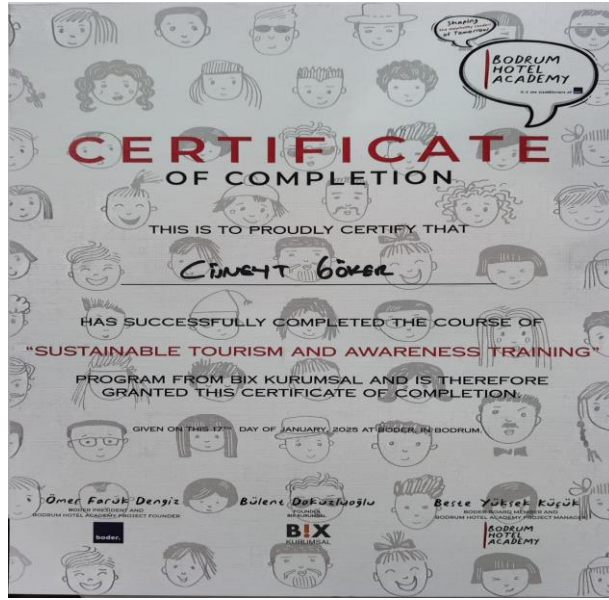 Shaping
of Tomorrow!
BODRUM
HOTEL
ACADEMY
CERTIFICATE
OF COMPLETION
THIS IS TO PROUDLY CERTIFY THAT
CÜNEYT GÖKER
HAS SUCCESSFULLY COMPLETED THE COURSE OF
"SUSTAINABLE TOURISM AND AWARENESS TRAINING"
PROGRAM FROM BIX KURUMSAL AND IS THEREFORE
GRANTED THIS CERTIFICATE OF COMPLETION.
GIVEN ON THIS 17TH DAY OF JANUARY, 2025 AT BODER, IN BODRUM.
Ömer Faruk Dengiz
BODER PRESIDENT AND
BODRUM HOTEL ACADEMY PROJECT FOUNDER
boder.
Bülent Dokuzluoğlu
FOUNDER
BIX KURUMSAL
B!X
KURUMSAL
Beste Yüksek Küçük
BODER BOARD MEMBER AND
BODRUM HOTEL ACADEMY PROJECT MANAGER
BODRUM
HOTEL
ACADEMY